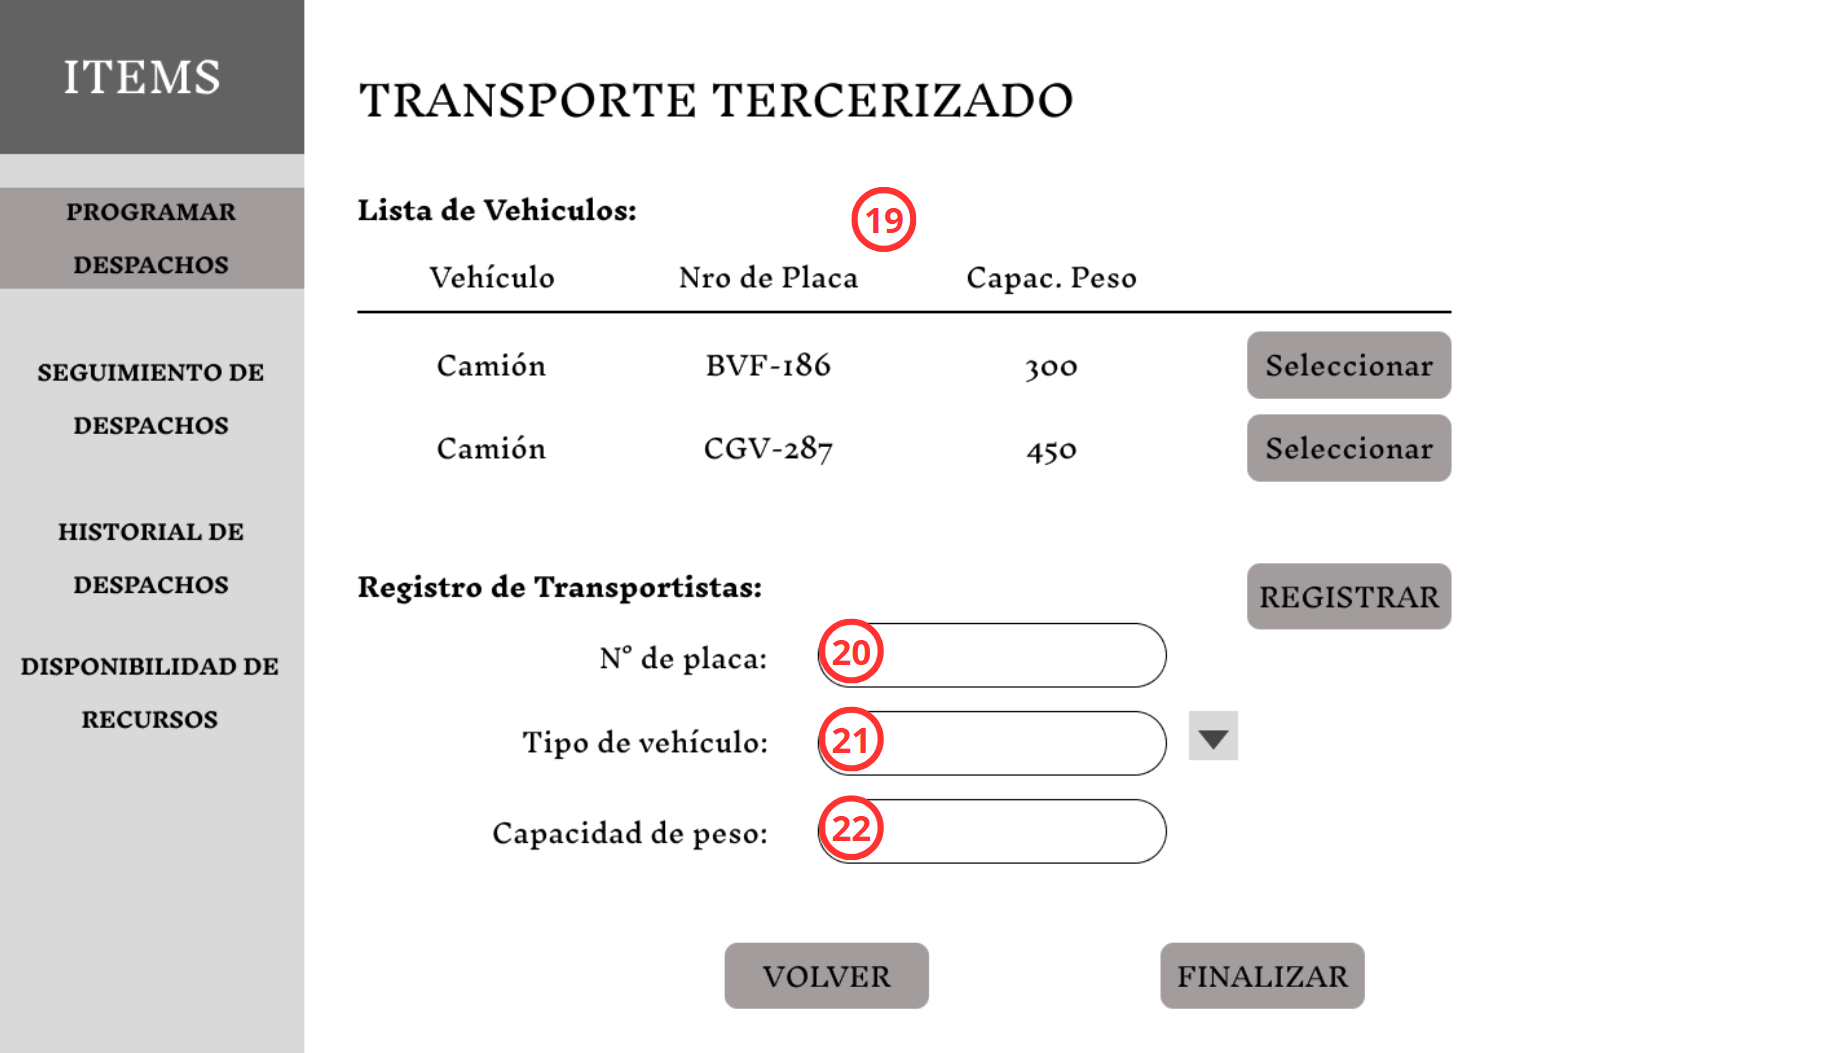 ITEMS
PROGRAMAR
DESPACHOS
SEGUIMIENTO DE
DESPACHOS
HISTORIAL DE
DESPACHOS
DISPONIBILIDAD DE
RECURSOS
TRANSPORTE TERCERIZADO
Lista de Vehiculos:
19
Vehículo Nro de Placa Capac. Peso
Camión BVF-186 300 Seleccionar
Camión CGV-287 450 Seleccionar
Registro de Transportistas:
REGISTRAR
N° de placa: 20
Tipo de vehículo: 21
Capacidad de peso: 22
VOLVER FINALIZAR